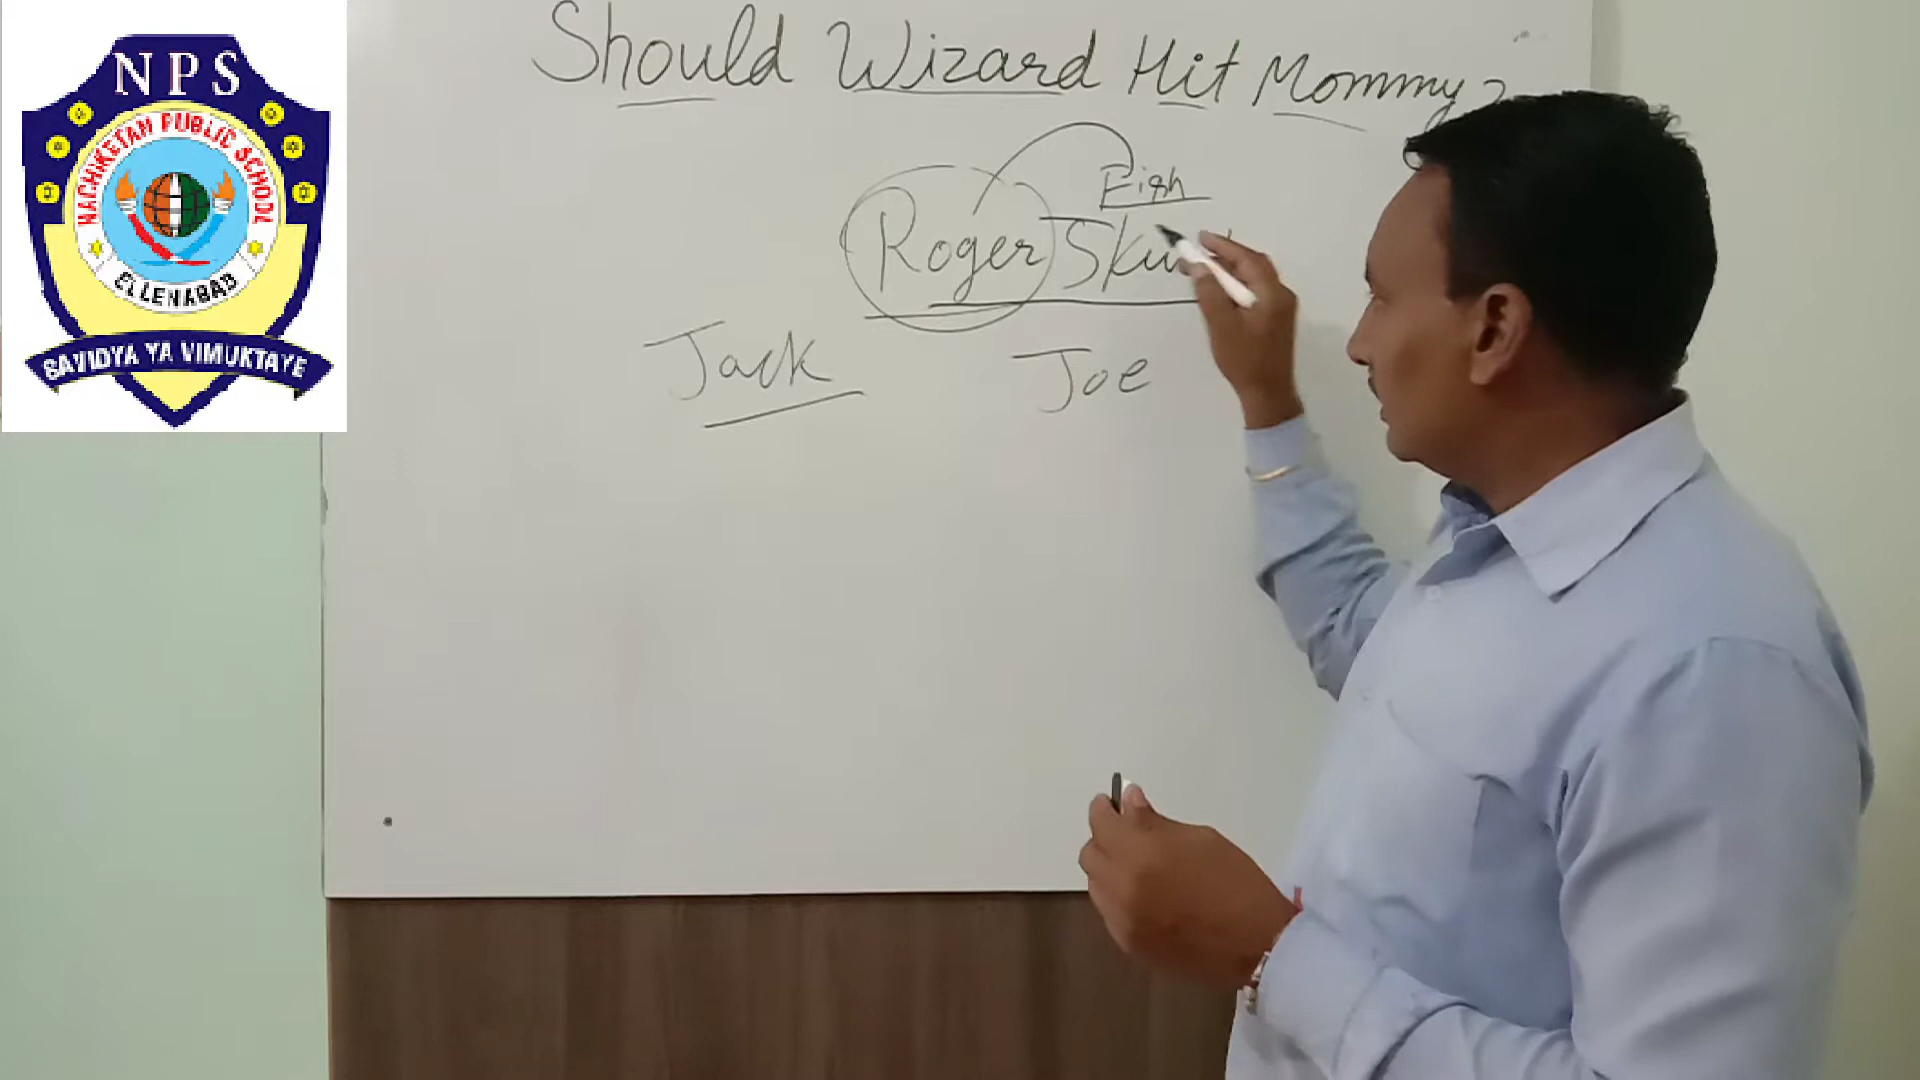 NPS
NACHIKETAN PUBLIC SCHOOL
ELLENABAD
SAVIDYA YA VIMUKTAYE
Should Wizard Hit Mommy?
Fish
Roger
Jack Joe